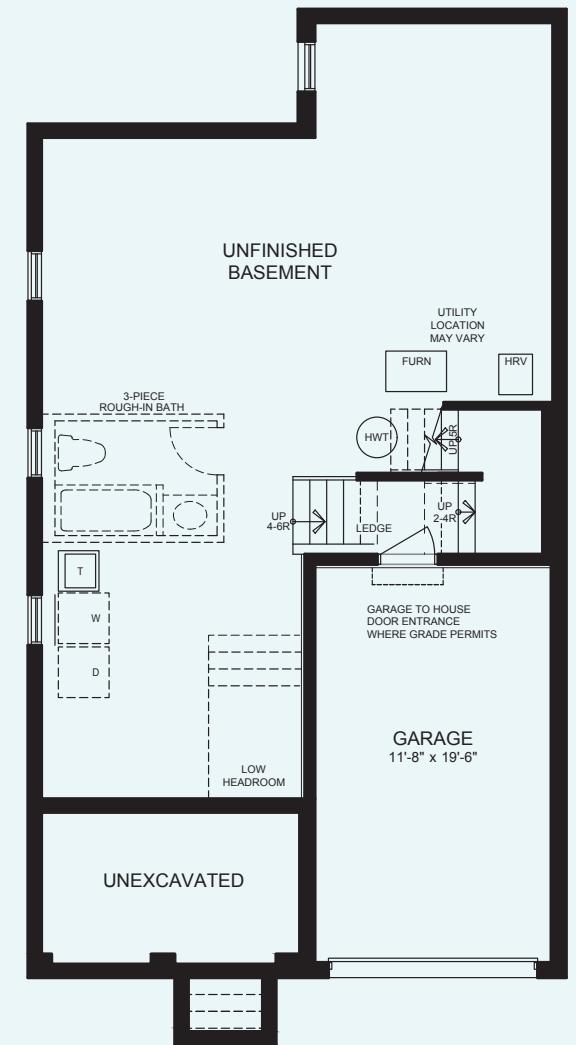 UNFINISHED
BASEMENT
UTILITY
LOCATION
MAY VARY
FURN
HRV
3-PIECE
ROUGH-IN BATH
HWT
UP 5R
UP
4-6R
LEDGE
UP
2-4R
T
W
D
GARAGE TO HOUSE
DOOR ENTRANCE
WHERE GRADE PERMITS
GARAGE
11'-8" x 19'-6"
LOW
HEADROOM
UNEXCAVATED